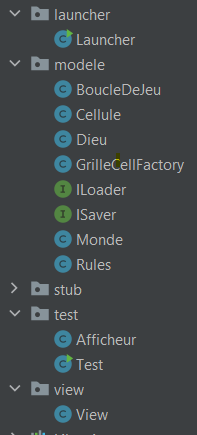 launcher
Launcher
modele
BoucleDeJeu
Cellule
Dieu
GrilleCellFactory
ILoader
ISaver
Monde
Rules
stub
test
Afficheur
Test
view
View